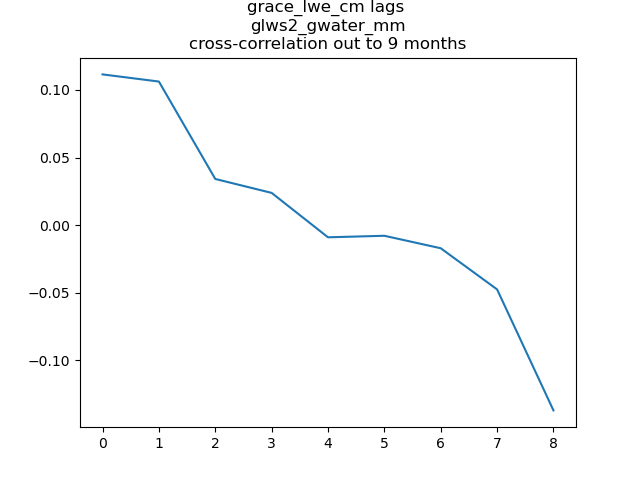 grace_lwe_cm lags
glws2_gwater_mm
cross-correlation out to 9 months
0.10
0.05
0.00
−0.05
−0.10
0 1 2 3 4 5 6 7 8